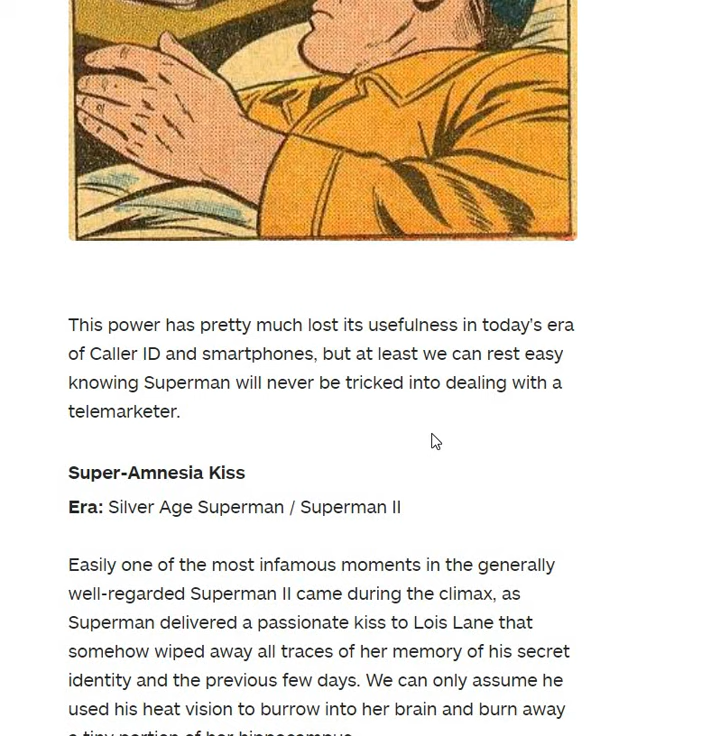 This power has pretty much lost its usefulness in today's era
of Caller ID and smartphones, but at least we can rest easy
knowing Superman will never be tricked into dealing with a
telemarketer.
Super-Amnesia Kiss
Era: Silver Age Superman / Superman II
Easily one of the most infamous moments in the generally
well-regarded Superman II came during the climax, as
Superman delivered a passionate kiss to Lois Lane that
somehow wiped away all traces of her memory of his secret
identity and the previous few days. We can only assume he
used his heat vision to burrow into her brain and burn away
a tiny portion of her hippocampus.